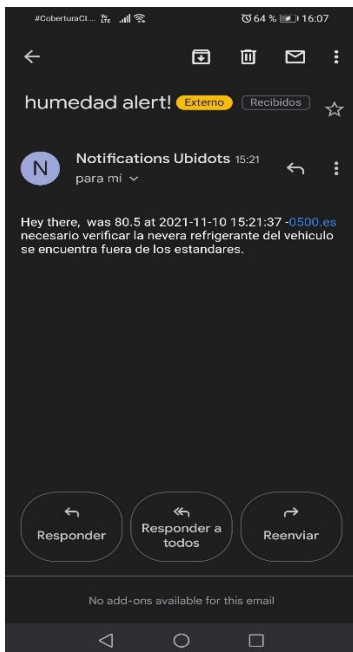 #CoberturaCL... 64 % 16:07
humedad alert! Externo Recibidos
N
Notifications Ubidots 15:21
para mí
Hey there, was 80.5 at 2021-11-10 15:21:37 -0500.es
necesario verificar la nevera refrigerante del vehiculo
se encuentra fuera de los estandares.
Responder
Responder a
todos
Reenviar
No add-ons available for this email